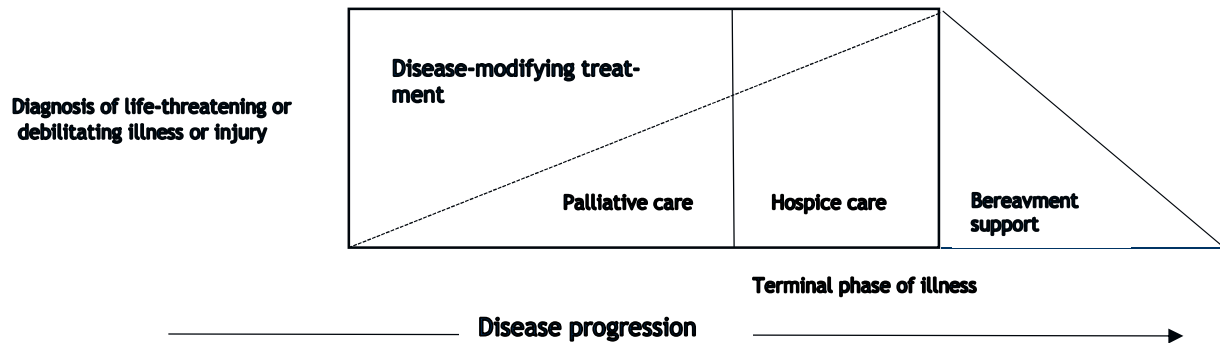 Disease-modifying treat-
ment
Diagnosis of life-threatening or
debilitating illness or injury
Palliative care
Hospice care
Bereavment
support
Terminal phase of illness
Disease progression